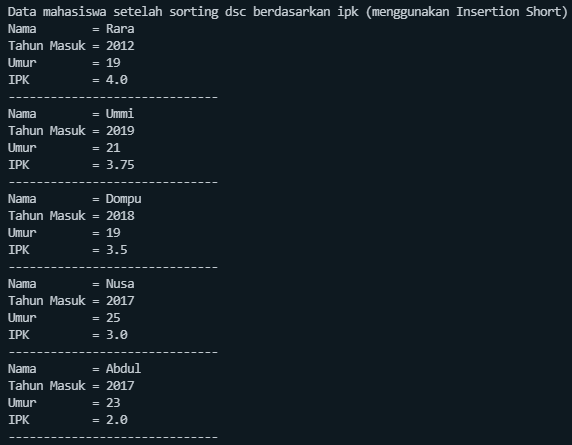 Data mahasiswa setelah sorting dsc berdasarkan ipk (menggunakan Insertion Short)
Nama        = Rara
Tahun Masuk = 2012
Umur        = 19
IPK         = 4.0
------------------------------
Nama        = Ummi
Tahun Masuk = 2019
Umur        = 21
IPK         = 3.75
------------------------------
Nama        = Dompu
Tahun Masuk = 2018
Umur        = 19
IPK         = 3.5
------------------------------
Nama        = Nusa
Tahun Masuk = 2017
Umur        = 25
IPK         = 3.0
------------------------------
Nama        = Abdul
Tahun Masuk = 2017
Umur        = 23
IPK         = 2.0
------------------------------